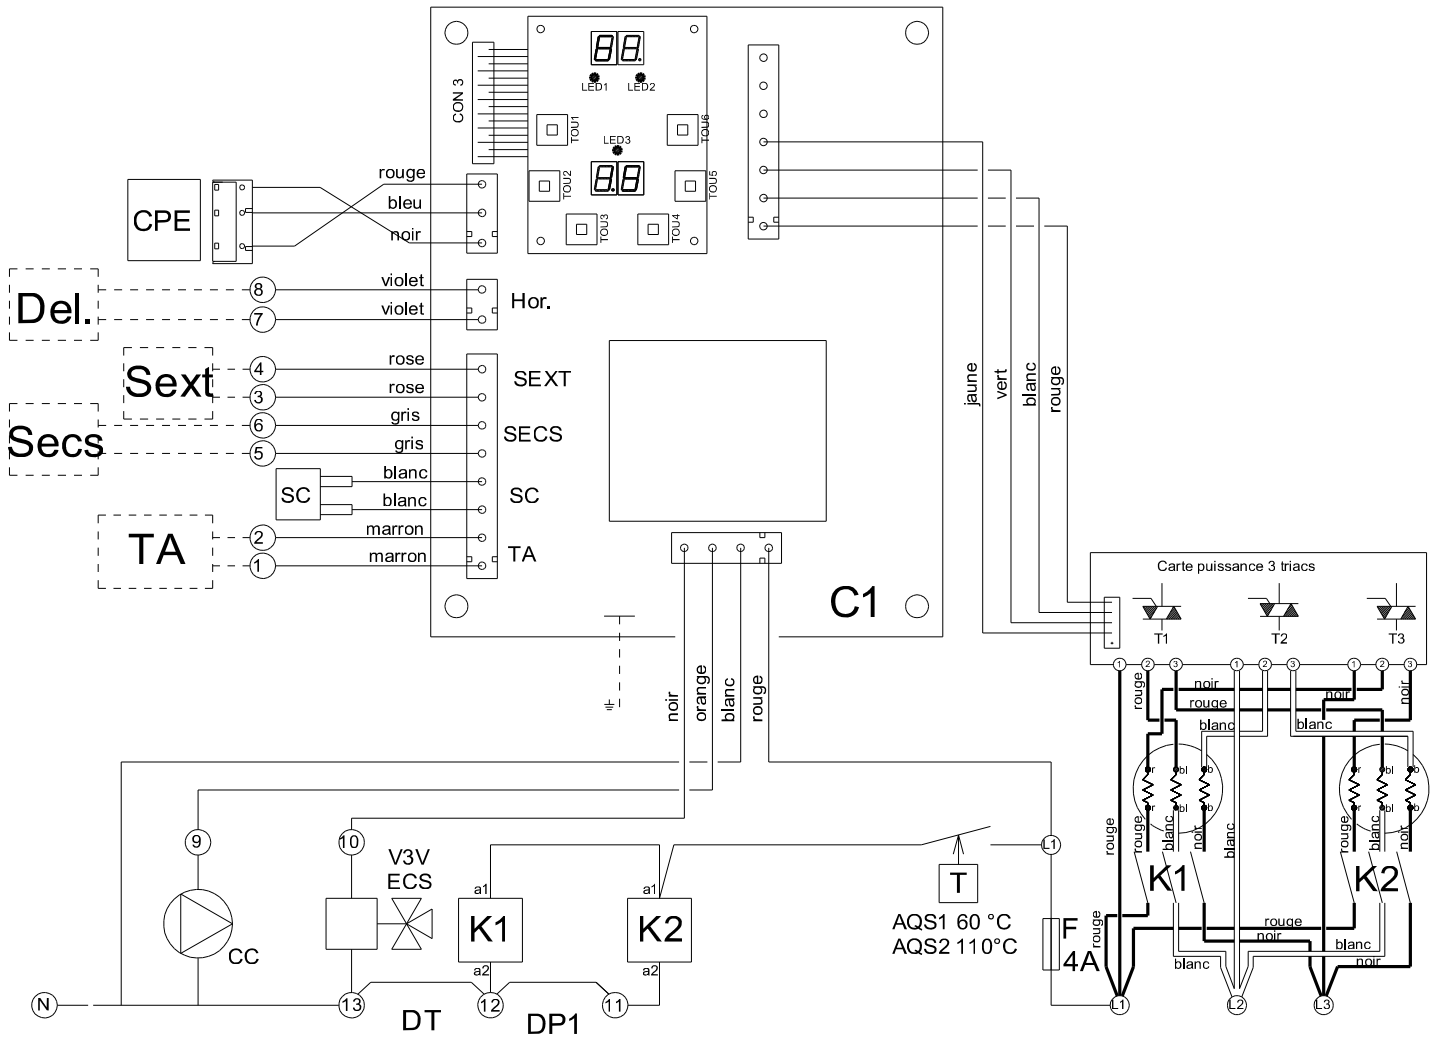 CON 3
LED1
LED2
TOU1
TOU6
LED3
TOU2
TOU5
TOU3
TOU4
CPE
rouge
bleu
noir
Del.
8
violet
7
violet
Hor.
Sext
4
rose
3
rose
SEXT
Secs
6
gris
5
gris
SECS
SC
blanc
blanc
SC
TA
2
marron
1
marron
TA
C1
jaune
vert
blanc
rouge
noir
orange
blanc
rouge
Carte puissance 3 triacs
T1
T2
T3
1
2
3
1
2
3
1
2
3
rouge
noir
rouge
noir
noir
blanc
blanc
r
bl
b
r
bl
b
r
bl
b
r
bl
b
rouge
rouge
blanc
noir
blanc
rouge
blanc
noir
K1
K2
rouge
rouge
noir
blanc
blanc
noir
L1
L2
L3
9
CC
10
V3V
ECS
a1
K1
a2
a1
K2
a2
T
AQS1 60 °C
AQS2 110°C
L1
F
4A
N
13
DT
12
DP1
11